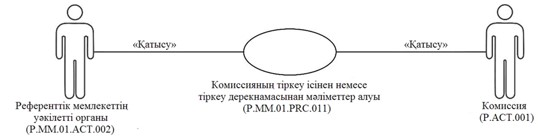 «Қатысу»
«Қатысу»
Комиссияның тіркеу ісінен немесе
тіркеу дерекнамасынан мәліметтер алуы
(P.MM.01.PRC.011)
Референттік мемлекеттің
уәкілетті органы
(P.MM.01.ACT.002)
Комиссия
(P.ACT.001)